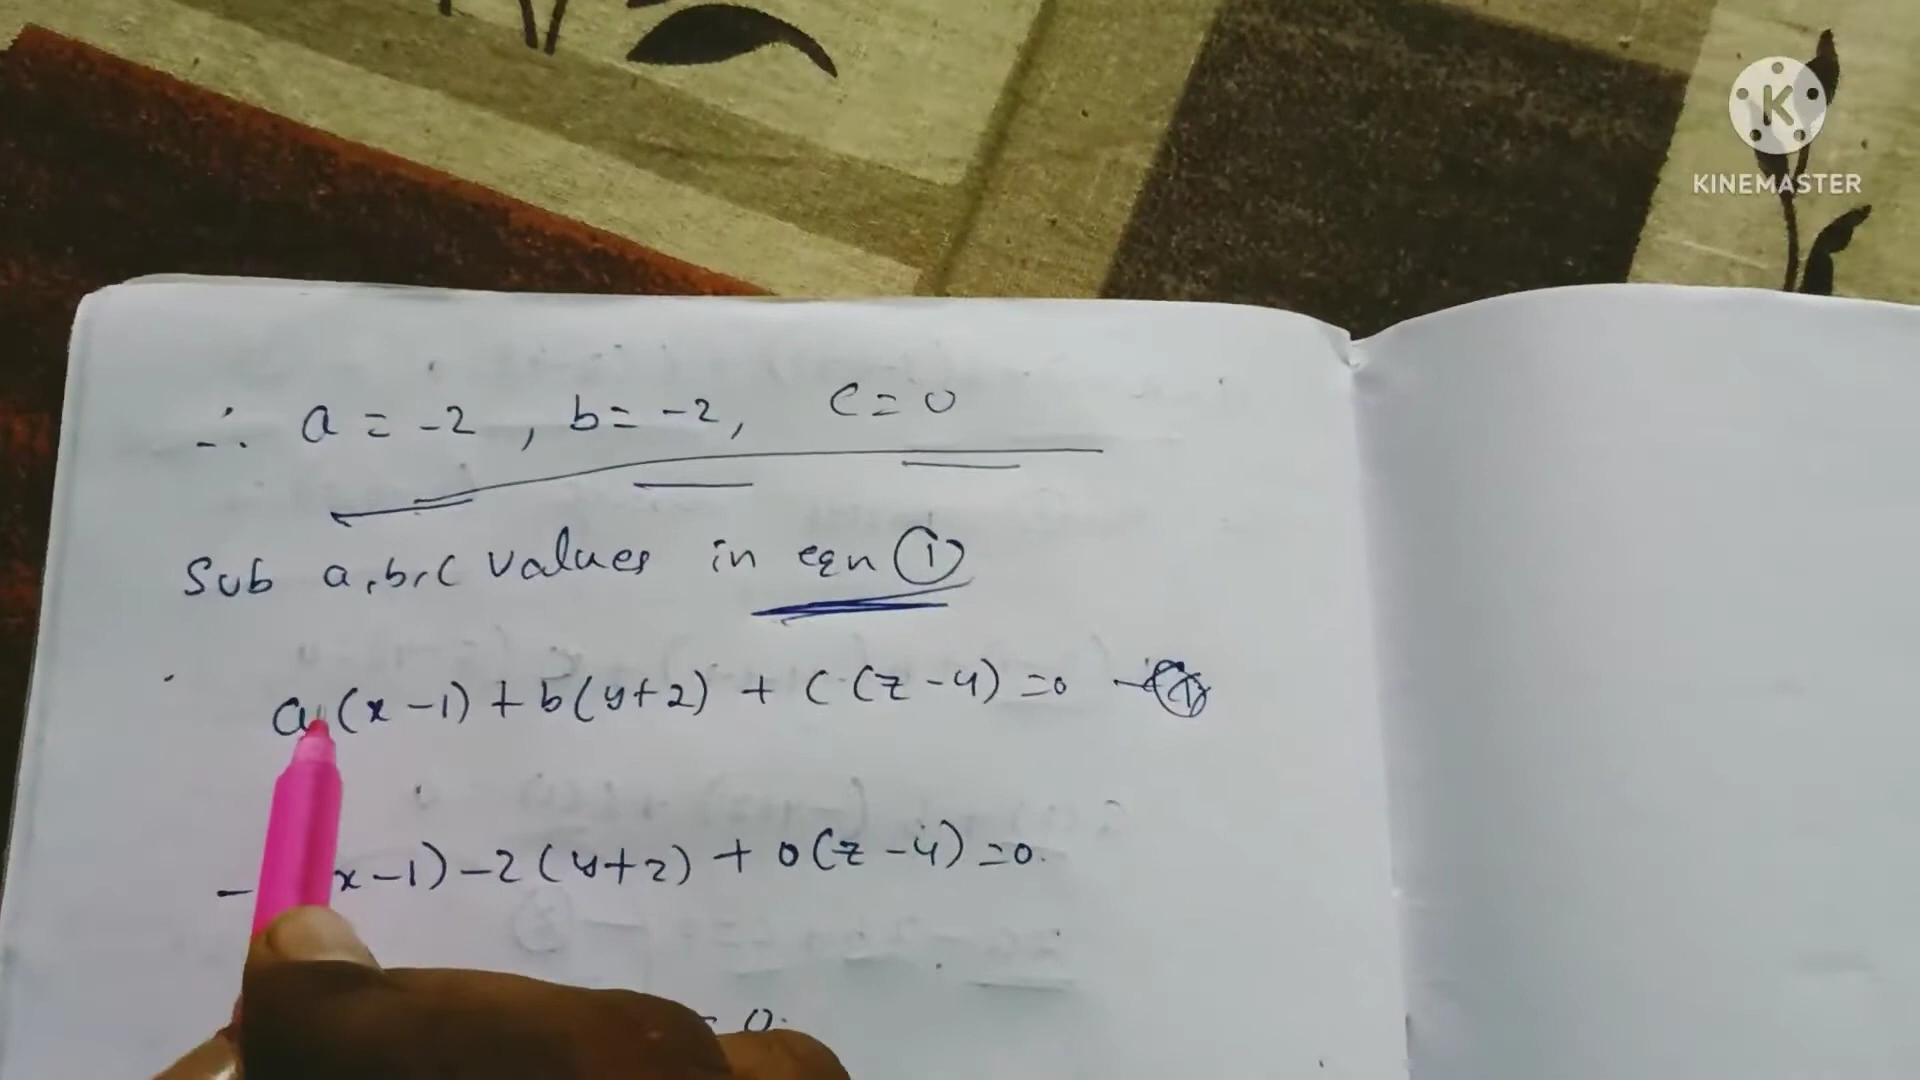 KINEMASTER
∴ a = -2 , b = -2, c = 0
Sub a,b,c values in eqn ①
a(x-1) + b(y+2) + c(z-4) = 0
x-1) -2(y+2) + 0(z-4) = 0.
= 0.